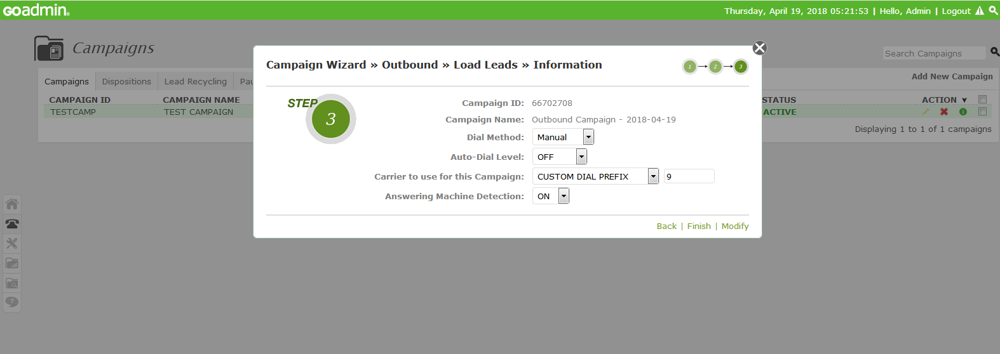 GOadmin®
Thursday, April 19, 2018 05:21:53 | Hello, Admin | Logout
Campaigns
Search Campaigns
Campaigns Dispositions Lead Recycling Pau
Add New Campaign
CAMPAIGN ID CAMPAIGN NAME STATUS ACTION
TESTCAMP TEST CAMPAIGN ACTIVE
Displaying 1 to 1 of 1 campaigns
Campaign Wizard » Outbound » Load Leads » Information
1 2 3
STEP
3
Campaign ID: 66702708
Campaign Name: Outbound Campaign - 2018-04-19
Dial Method: Manual
Auto-Dial Level: OFF
Carrier to use for this Campaign: CUSTOM DIAL PREFIX 9
Answering Machine Detection: ON
Back | Finish | Modify